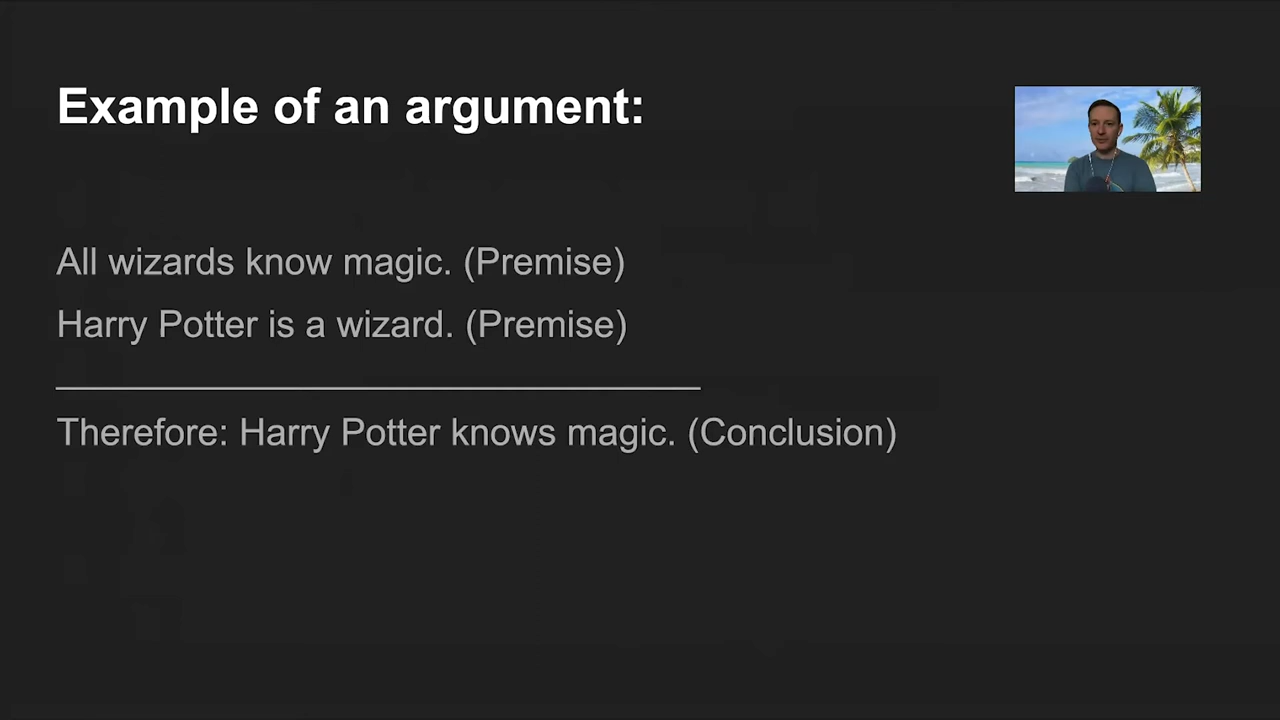 Example of an argument:
All wizards know magic. (Premise)
Harry Potter is a wizard. (Premise)
Therefore: Harry Potter knows magic. (Conclusion)